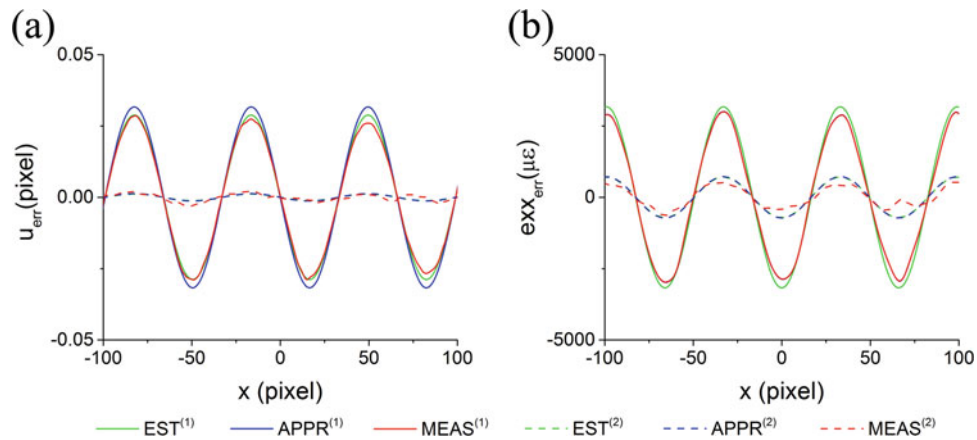 (a)
(b)
0.05
0.00
-0.05
u_err(pixel)
-100 -50 0 50 100
x (pixel)
5000
0
-5000
exx_err(με)
-100 -50 0 50 100
x (pixel)
EST(1) APPR(1) MEAS(1) EST(2) APPR(2) MEAS(2)